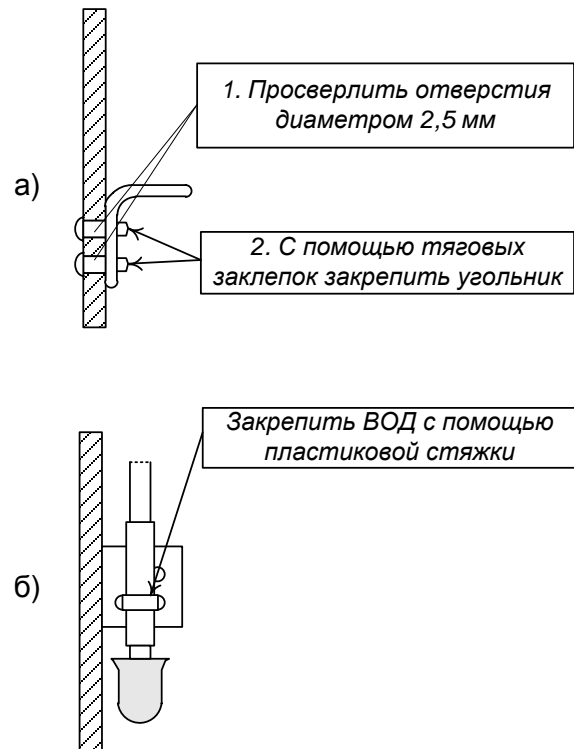 1. Просверлить отверстия
диаметром 2,5 мм
а)
2. С помощью тяговых
заклепок закрепить угольник
Закрепить ВОД с помощью
пластиковой стяжки
б)